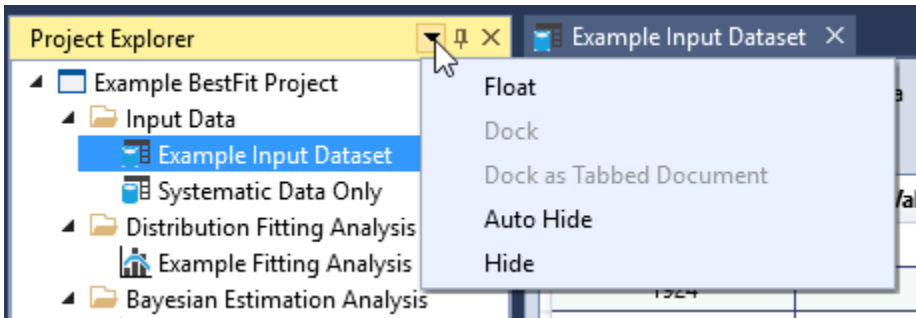 Project Explorer
Example Input Dataset
Example BestFit Project
Input Data
Example Input Dataset
Systematic Data Only
Distribution Fitting Analysis
Example Fitting Analysis
Bayesian Estimation Analysis
Float
Dock
Dock as Tabbed Document
Auto Hide
Hide
1924